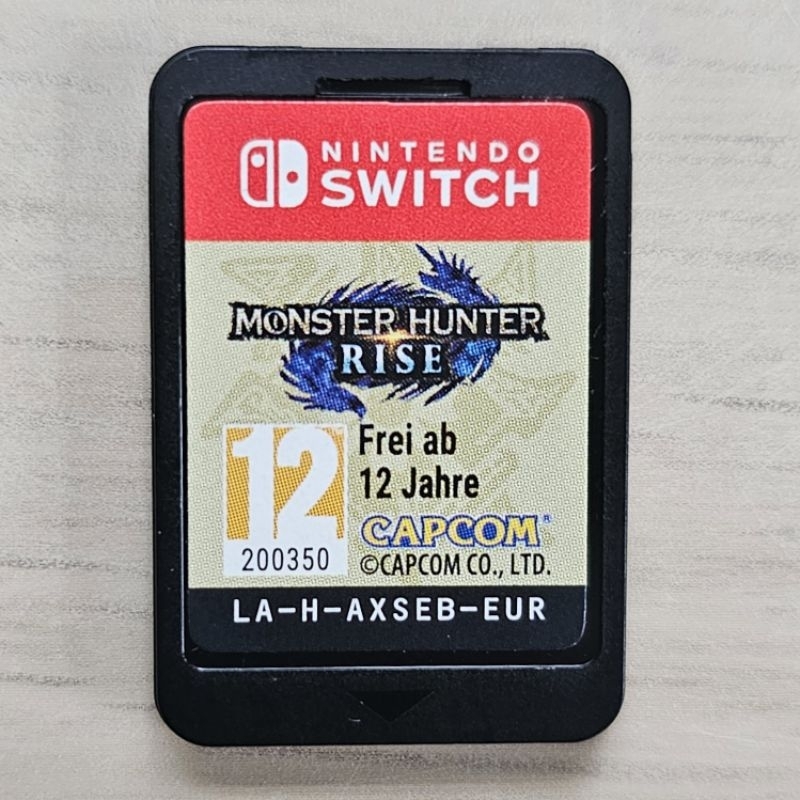 NINTENDO
SWITCH
MONSTER HUNTER
RISE
12
200350
Frei ab
12 Jahre
CAPCOM®
©CAPCOM CO., LTD.
LA-H-AXSEB-EUR